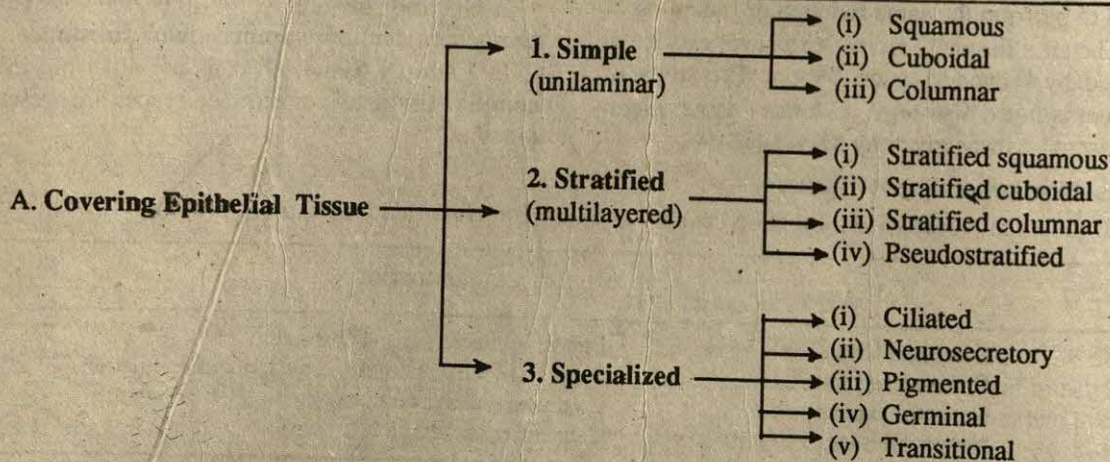 A. Covering Epithelial Tissue
1. Simple
(unilaminar)
(i) Squamous
(ii) Cuboidal
(iii) Columnar
2. Stratified
(multilayered)
(i) Stratified squamous
(ii) Stratified cuboidal
(iii) Stratified columnar
(iv) Pseudostratified
3. Specialized
(i) Ciliated
(ii) Neurosecretory
(iii) Pigmented
(iv) Germinal
(v) Transitional